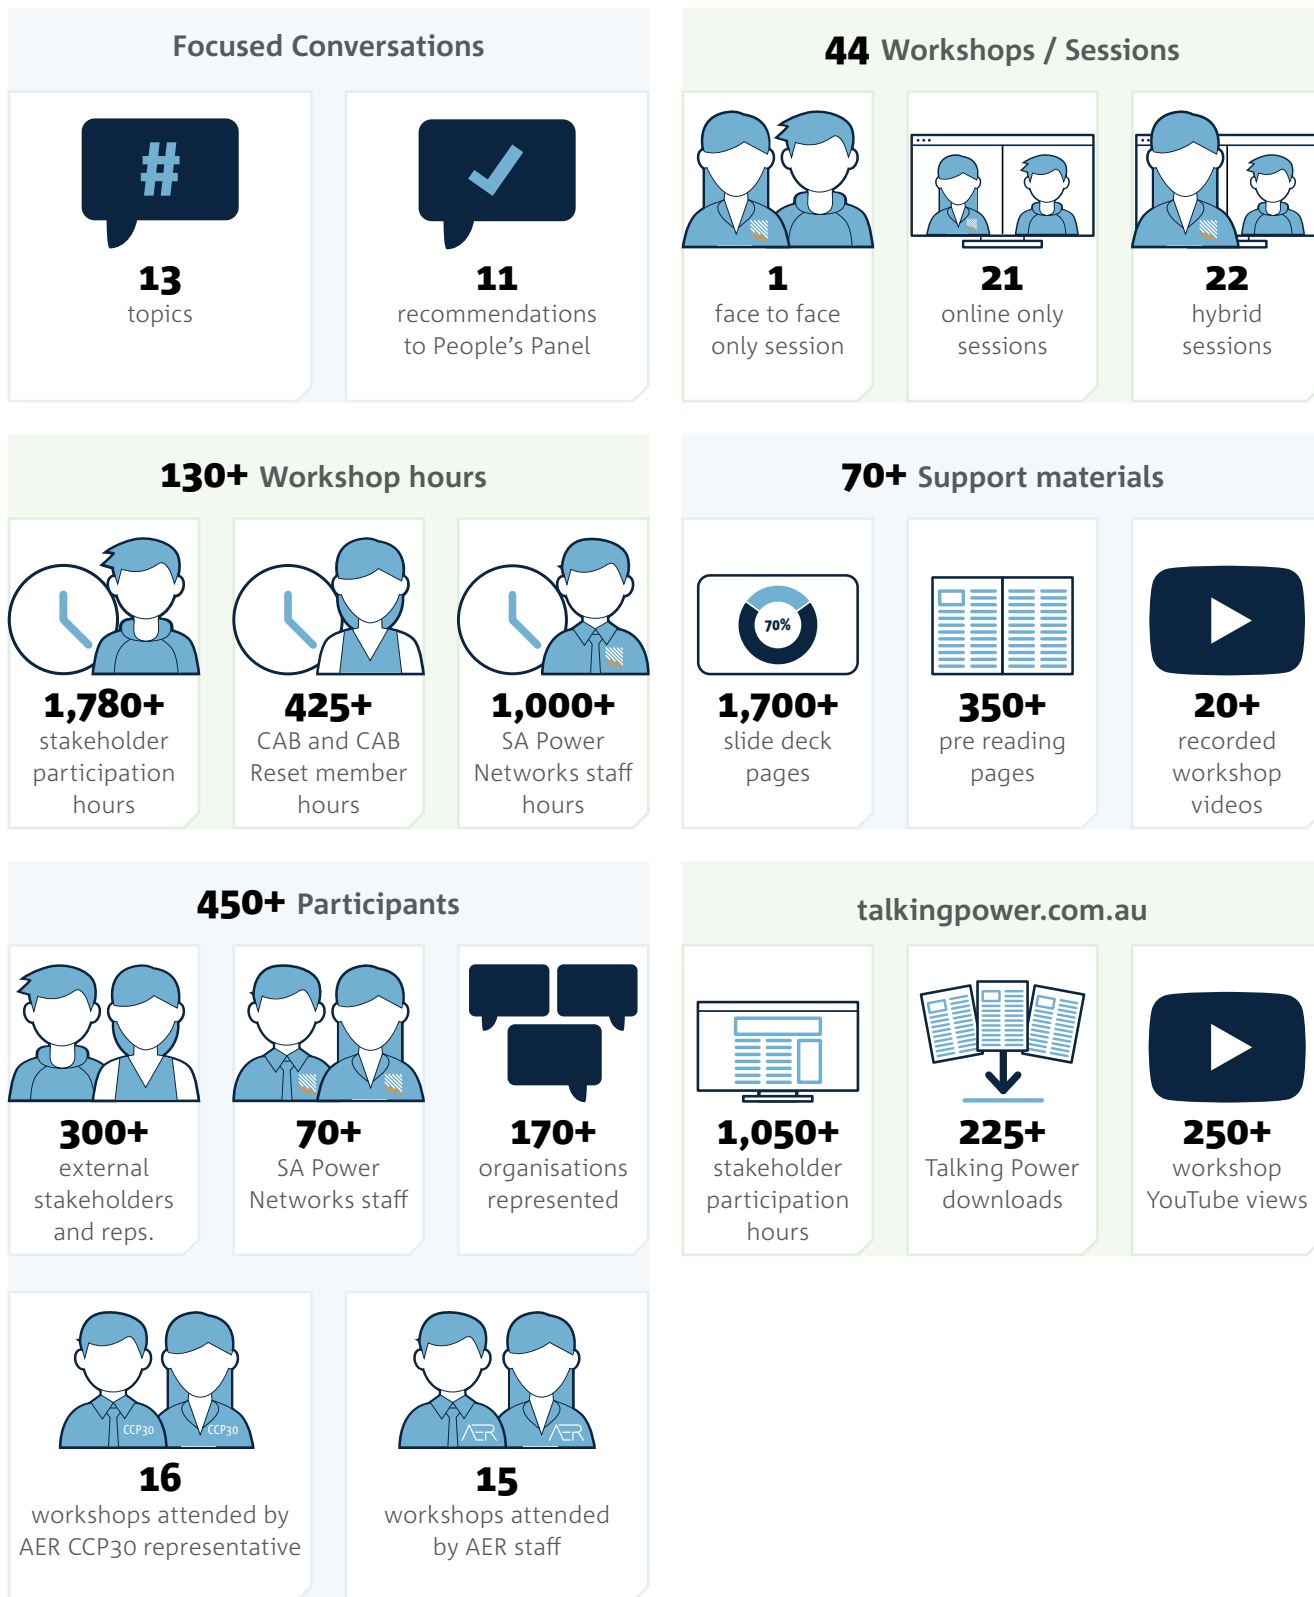 Focused Conversations
#
13
topics
11
recommendations
to People's Panel
44 Workshops / Sessions
1
face to face
only session
21
online only
sessions
22
hybrid
sessions
130+ Workshop hours
1,780+
stakeholder
participation
hours
425+
CAB and CAB
Reset member
hours
1,000+
SA Power
Networks staff
hours
70+ Support materials
70%
1,700+
slide deck
pages
350+
pre reading
pages
20+
recorded
workshop
videos
450+ Participants
300+
external
stakeholders
and reps.
70+
SA Power
Networks staff
170+
organisations
represented
CCP30
CCP30
16
workshops attended by
AER CCP30 representative
AER
AER
15
workshops attended
by AER staff
talkingpower.com.au
1,050+
stakeholder
participation
hours
225+
Talking Power
downloads
250+
workshop
YouTube views